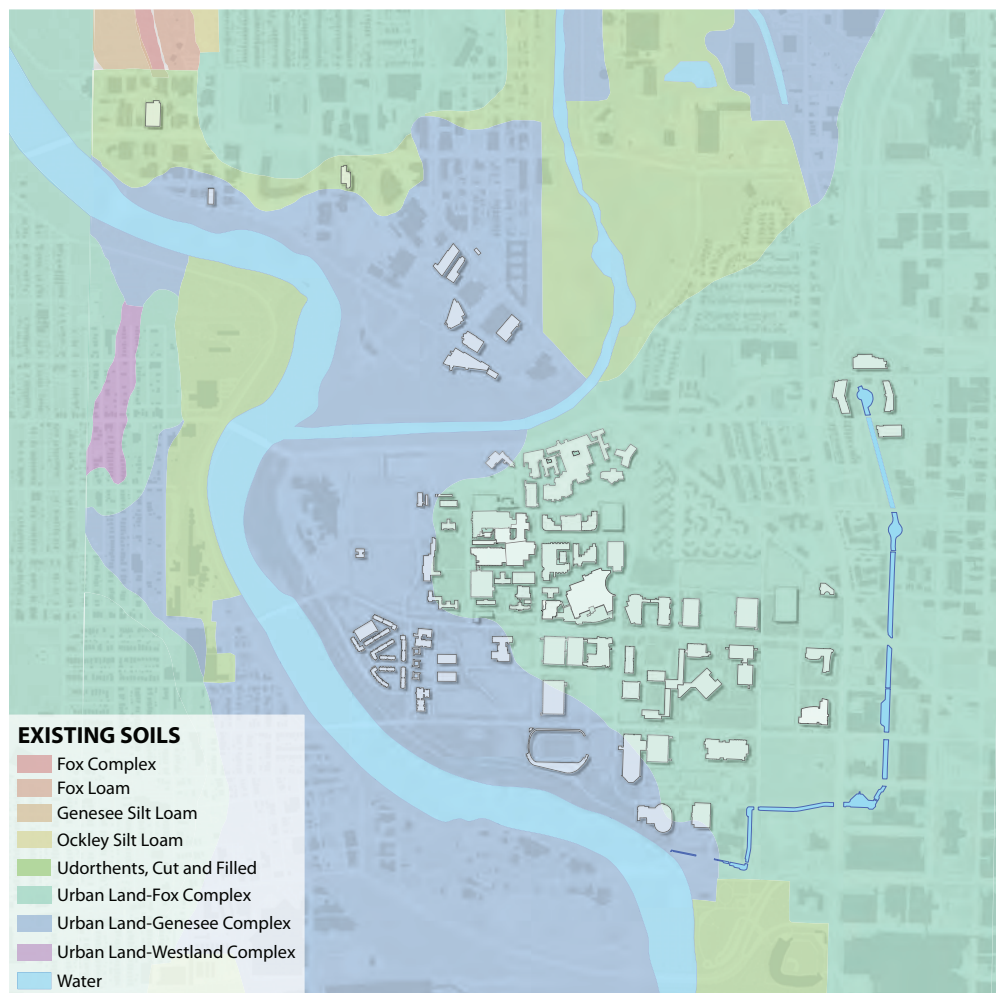 EXISTING SOILS
Fox Complex
Fox Loam
Genesee Silt Loam
Ockley Silt Loam
Udorthents, Cut and Filled
Urban Land-Fox Complex
Urban Land-Genesee Complex
Urban Land-Westland Complex
Water